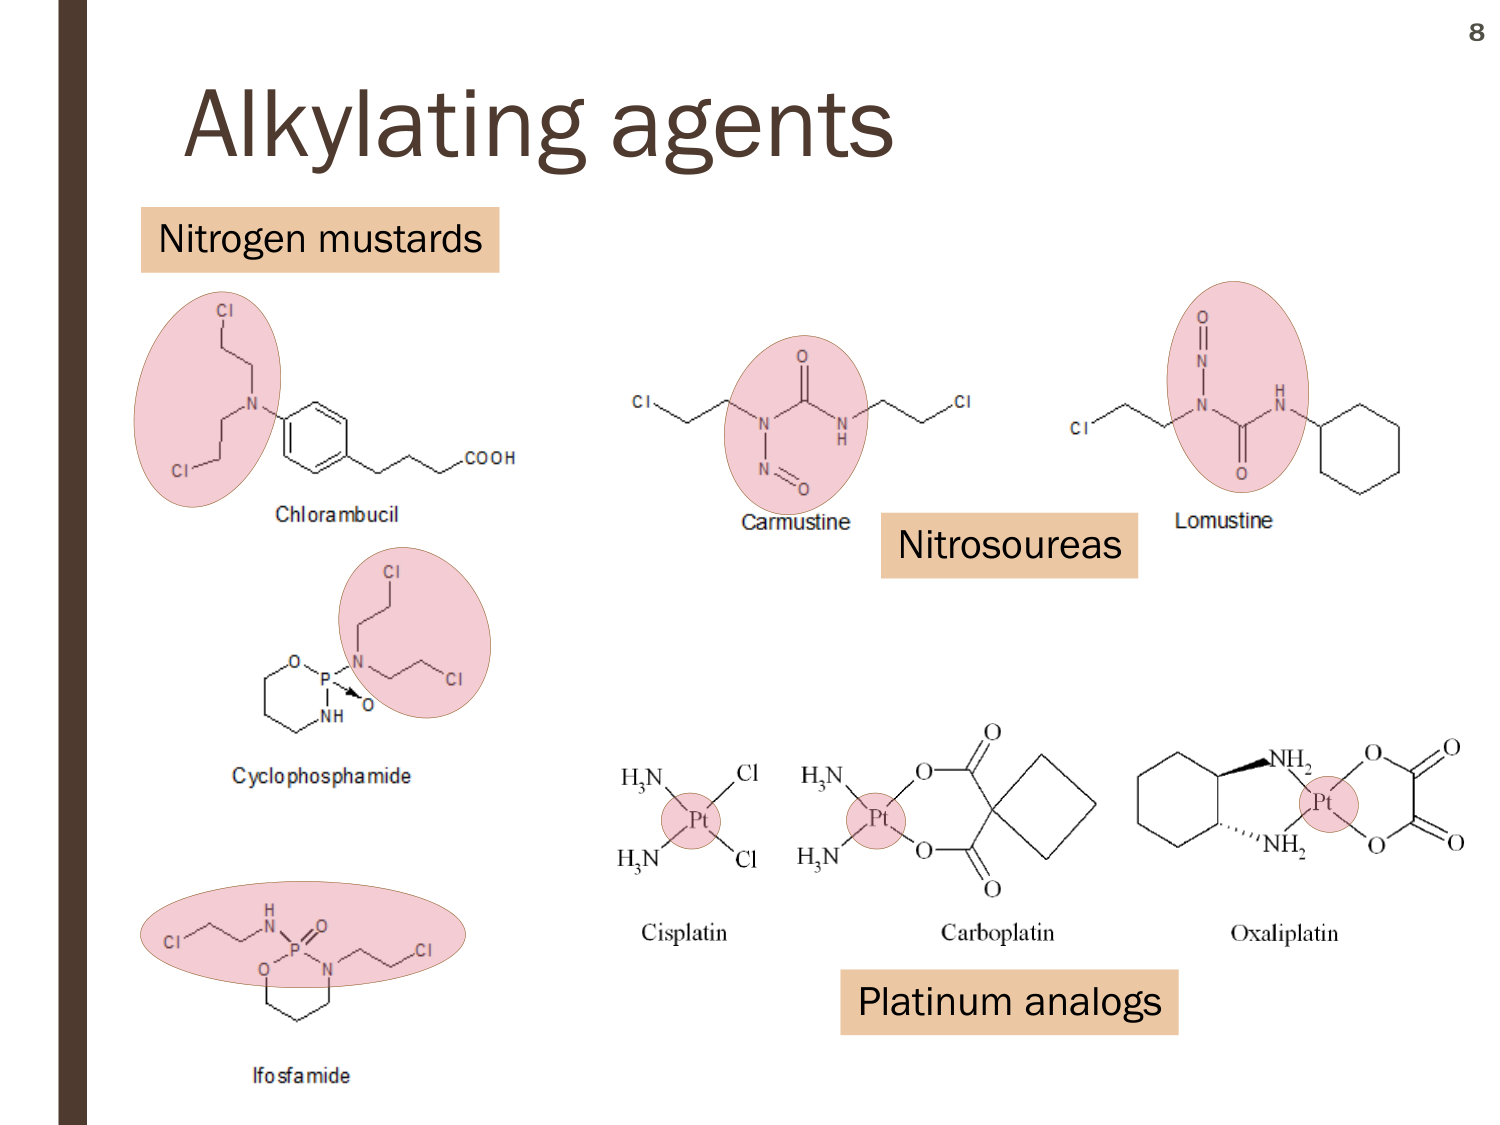 8
Alkylating agents
Nitrogen mustards
Cl
N
Cl
COOH
Chlorambucil
O
Cl
N
N
H
Cl
N
O
Carmustine
O
N
N
H
N
Cl
O
Lomustine
Nitrosoureas
Cl
N
O
P
Cl
O
NH
Cyclophosphamide
H
N
O
Cl
P
Cl
O
N
Ifosfamide
H3N
Cl
Pt
H3N
Cl
Cisplatin
O
H3N
O
Pt
H3N
O
O
Carboplatin
NH2
O
O
Pt
NH2
O
O
Oxaliplatin
Platinum analogs